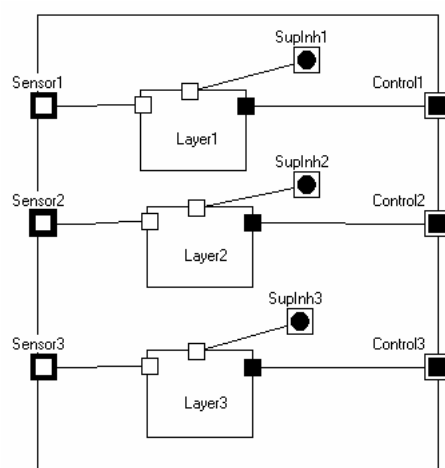 SupInh1
Sensor1
Control1
Layer1
SupInh2
Sensor2
Control2
Layer2
SupInh3
Sensor3
Control3
Layer3